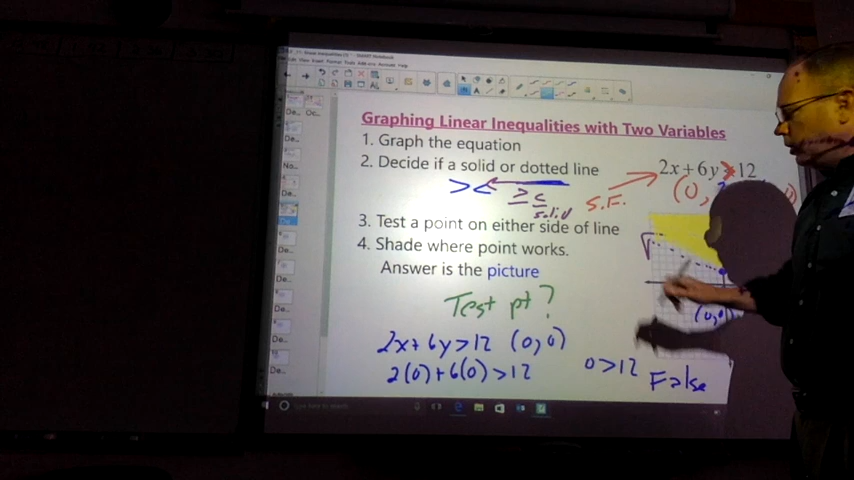 Graphing Linear Inequalities with Two Variables
1. Graph the equation
2. Decide if a solid or dotted line
2x+6y>12
> <
≥ ≤
solid
S.F.
(0,
3. Test a point on either side of line
4. Shade where point works.
Answer is the picture
Test pt?
(0,0)
2x+6y>12 (0,0)
2(0)+6(0)>12
0>12
False